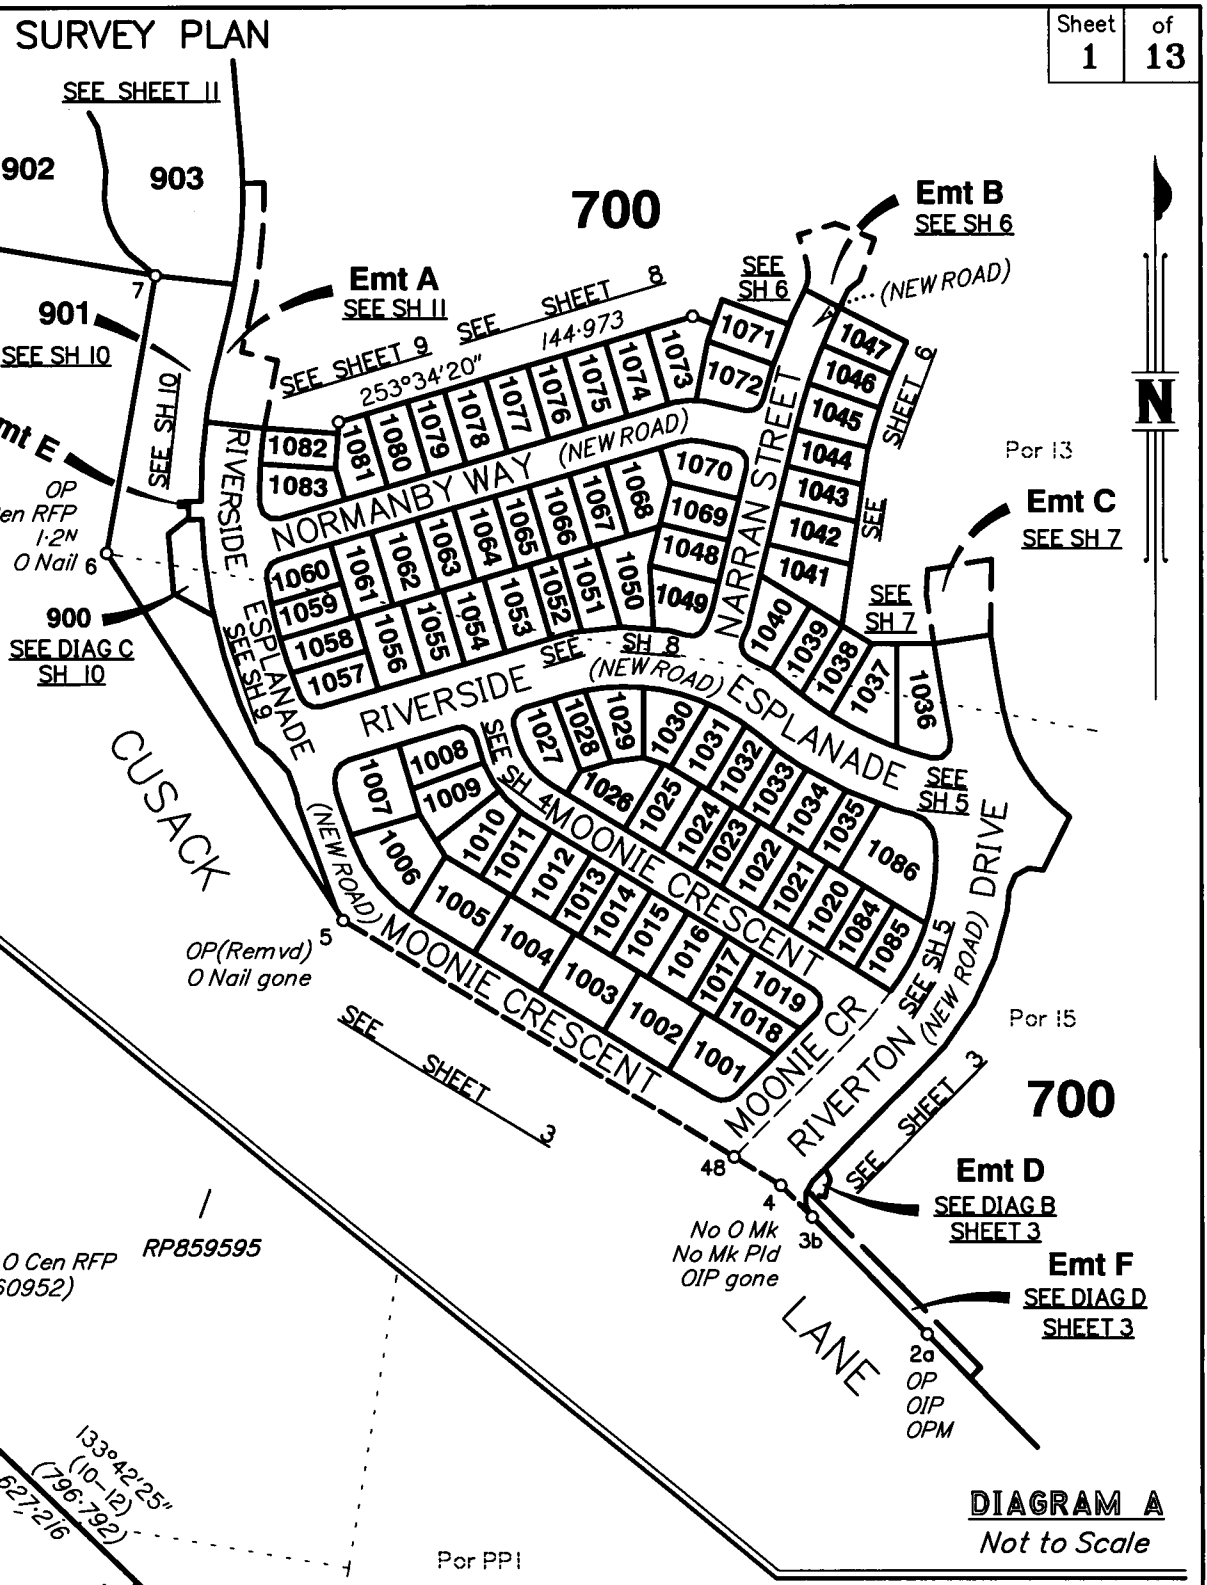 SURVEY PLAN
Sheet 1 of 13
SEE SHEET 11
902
903
700
Emt B
SEE SH 6
7
Emt A
SEE SH 11
SEE SH 6
(NEW ROAD)
901
SEE SH 10
SEE SH 10
SEE SHEET 9
SEE SHEET 8
253°34'20"
144·973
SEE SHEET 6
N
mt E
OP
en RFP
1·2N
O Nail 6
900
SEE DIAG C
SH 10
RIVERSIDE ESPLANADE
SEE SH 9
(NEW ROAD)
NORMANBY WAY (NEW ROAD)
NARRAN STREET
1071
1072
1073
1074
1075
1076
1077
1078
1079
1080
1081
1082
1083
1047
1046
1045
1044
1043
1042
1041
1040
1039
1038
1037
1036
Por 13
Emt C
SEE SH 7
SEE SH 7
1070
1069
1048
1049
1068
1067
1066
1065
1064
1063
1062
1061
1060
1059
1058
1057
1056
1055
1054
1053
1052
1051
1050
SEE SH 8
RIVERSIDE (NEW ROAD) ESPLANADE
SEE SH 5
CUSACK
1007
1008
1009
1006
1010
1011
1012
1013
1014
1015
1016
1017
1019
1018
1005
1004
1003
1002
1001
SEE SH 4
MOONIE CRESCENT
1027
1028
1029
1030
1031
1032
1033
1034
1035
1086
1026
1025
1024
1023
1022
1021
1020
1084
1085
5
OP(Remvd)
O Nail gone
MOONIE CRESCENT
SEE SHEET 3
MOONIE CR
RIVERTON (NEW ROAD) DRIVE
SEE SH 5
Por 15
700
SEE SHEET 3
48
4
3b
No O Mk
No Mk Pld
OIP gone
Emt D
SEE DIAG B
SHEET 3
Emt F
SEE DIAG D
SHEET 3
LANE
2a
OP
OIP
OPM
O Cen RFP
60952)
RP859595
133°42'25"
(10-12)
(796·792)
627·216
Por PP1
DIAGRAM A
Not to Scale